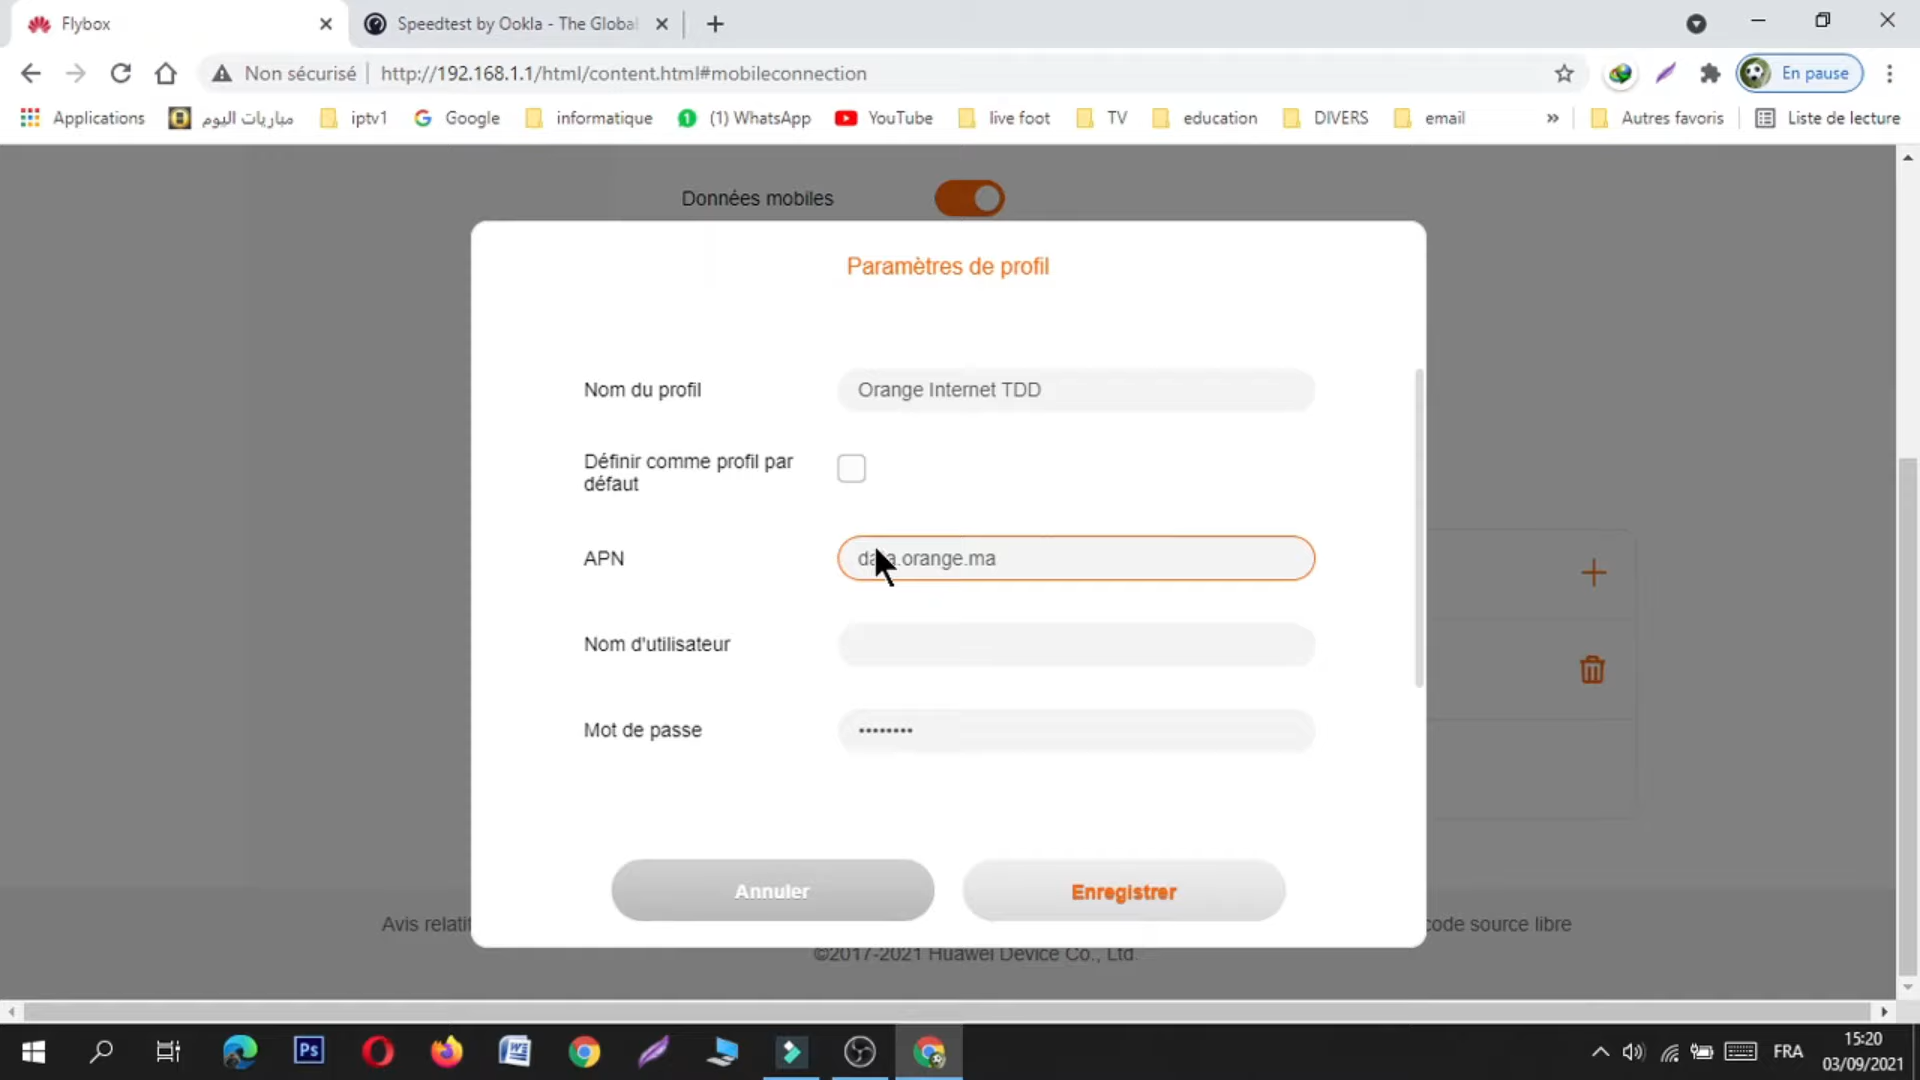 Flybox
Speedtest by Ookla - The Global
Non sécurisé
http://192.168.1.1/html/content.html#mobileconnection
En pause
Applications
مباريات اليوم
iptv1
Google
informatique
(1) WhatsApp
YouTube
live foot
TV
education
DIVERS
email
»
Autres favoris
Liste de lecture
Données mobiles
Paramètres de profil
Nom du profil
Orange Internet TDD
Définir comme profil par
défaut
APN
data.orange.ma
Nom d'utilisateur
Mot de passe
••••••••
Annuler
Enregistrer
Avis relatif
code source libre
©2017-2021 Huawei Device Co., Ltd.
Ps
FRA
15:20
03/09/2021